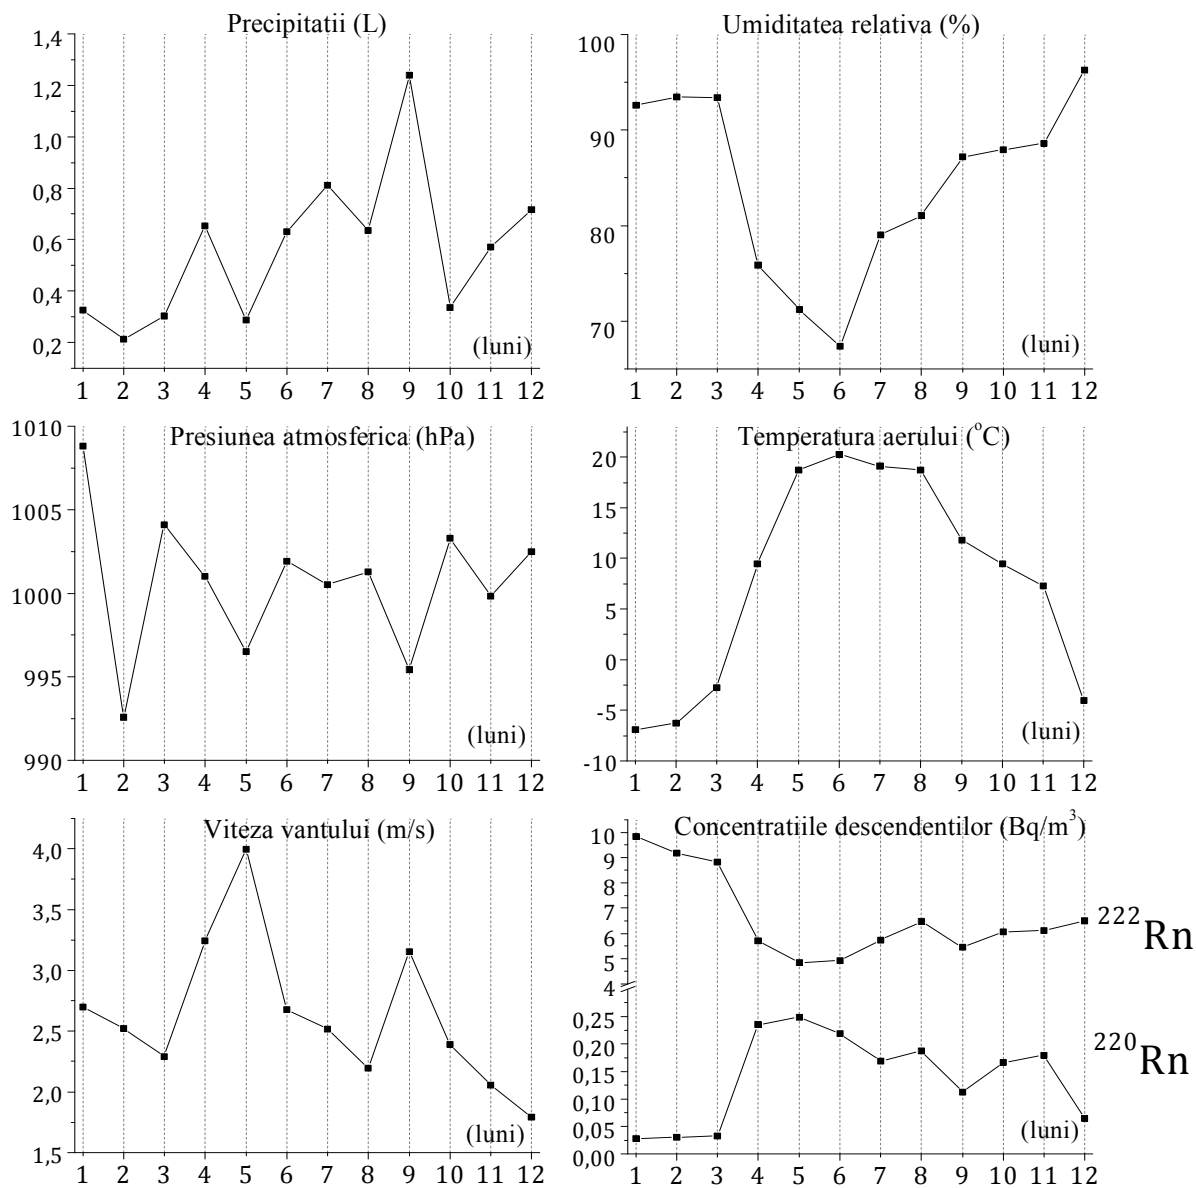 Precipitatii (L)
1,4
1,2
1,0
0,8
0,6
0,4
0,2
(luni)
1 2 3 4 5 6 7 8 9 10 11 12
Umiditatea relativa (%)
100
90
80
70
(luni)
1 2 3 4 5 6 7 8 9 10 11 12
Presiunea atmosferica (hPa)
1010
1005
1000
995
990
(luni)
1 2 3 4 5 6 7 8 9 10 11 12
Temperatura aerului (°C)
20
15
10
5
0
-5
-10
(luni)
1 2 3 4 5 6 7 8 9 10 11 12
Viteza vantului (m/s)
4,0
3,5
3,0
2,5
2,0
1,5
(luni)
1 2 3 4 5 6 7 8 9 10 11 12
Concentratiile descendentilor (Bq/m³)
10
9
8
7
6
5
4
0,25
0,20
0,15
0,10
0,05
0,00
(luni)
1 2 3 4 5 6 7 8 9 10 11 12
²²²Rn
²²⁰Rn